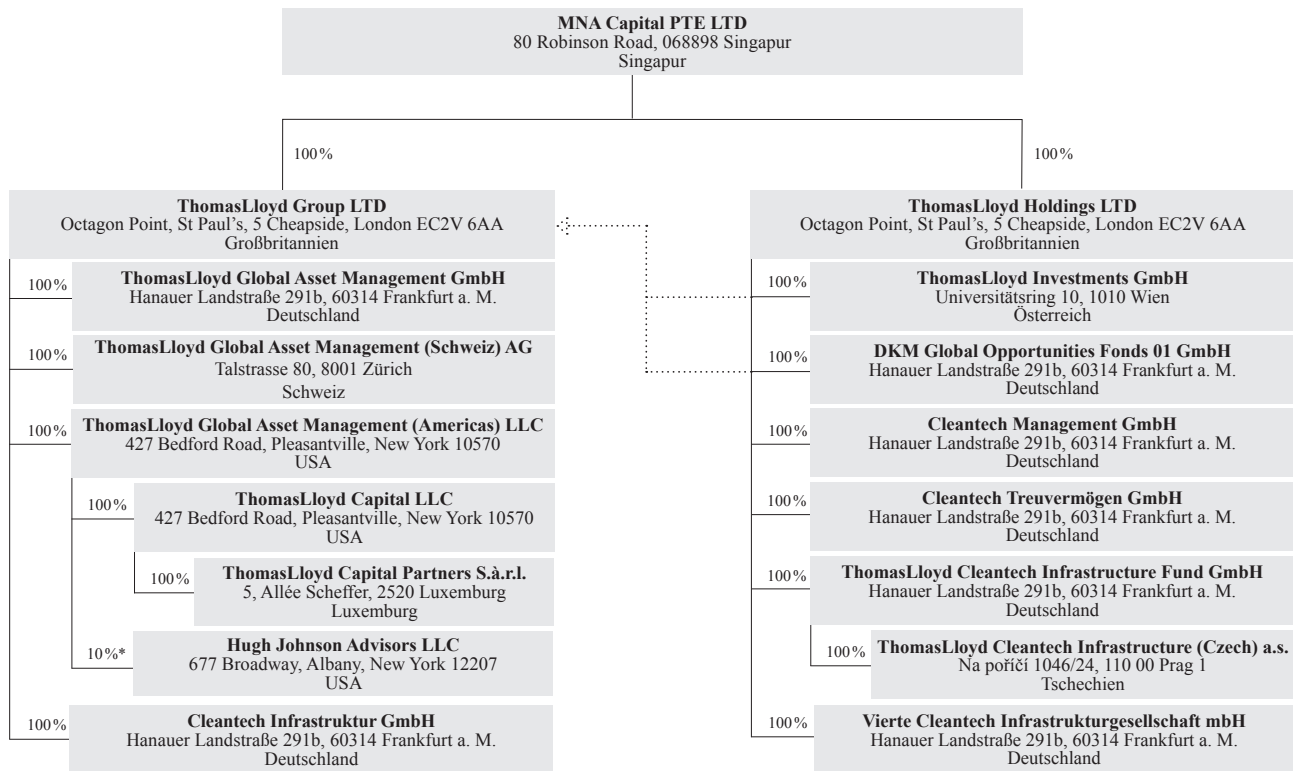 MNA Capital PTE LTD
80 Robinson Road, 068898 Singapur
Singapur
100%
100%
ThomasLloyd Group LTD
Octagon Point, St Paul's, 5 Cheapside, London EC2V 6AA
Großbritannien
100%
ThomasLloyd Global Asset Management GmbH
Hanauer Landstraße 291b, 60314 Frankfurt a. M.
Deutschland
100%
ThomasLloyd Global Asset Management (Schweiz) AG
Talstrasse 80, 8001 Zürich
Schweiz
100%
ThomasLloyd Global Asset Management (Americas) LLC
427 Bedford Road, Pleasantville, New York 10570
USA
100%
ThomasLloyd Capital LLC
427 Bedford Road, Pleasantville, New York 10570
USA
100%
ThomasLloyd Capital Partners S.à.r.l.
5, Allée Scheffer, 2520 Luxemburg
Luxemburg
10%*
Hugh Johnson Advisors LLC
677 Broadway, Albany, New York 12207
USA
100%
Cleantech Infrastruktur GmbH
Hanauer Landstraße 291b, 60314 Frankfurt a. M.
Deutschland
ThomasLloyd Holdings LTD
Octagon Point, St Paul's, 5 Cheapside, London EC2V 6AA
Großbritannien
100%
ThomasLloyd Investments GmbH
Universitätsring 10, 1010 Wien
Österreich
100%
DKM Global Opportunities Fonds 01 GmbH
Hanauer Landstraße 291b, 60314 Frankfurt a. M.
Deutschland
100%
Cleantech Management GmbH
Hanauer Landstraße 291b, 60314 Frankfurt a. M.
Deutschland
100%
Cleantech Treuvermögen GmbH
Hanauer Landstraße 291b, 60314 Frankfurt a. M.
Deutschland
100%
ThomasLloyd Cleantech Infrastructure Fund GmbH
Hanauer Landstraße 291b, 60314 Frankfurt a. M.
Deutschland
100%
ThomasLloyd Cleantech Infrastructure (Czech) a.s.
Na poříčí 1046/24, 110 00 Prag 1
Tschechien
100%
Vierte Cleantech Infrastrukturgesellschaft mbH
Hanauer Landstraße 291b, 60314 Frankfurt a. M.
Deutschland